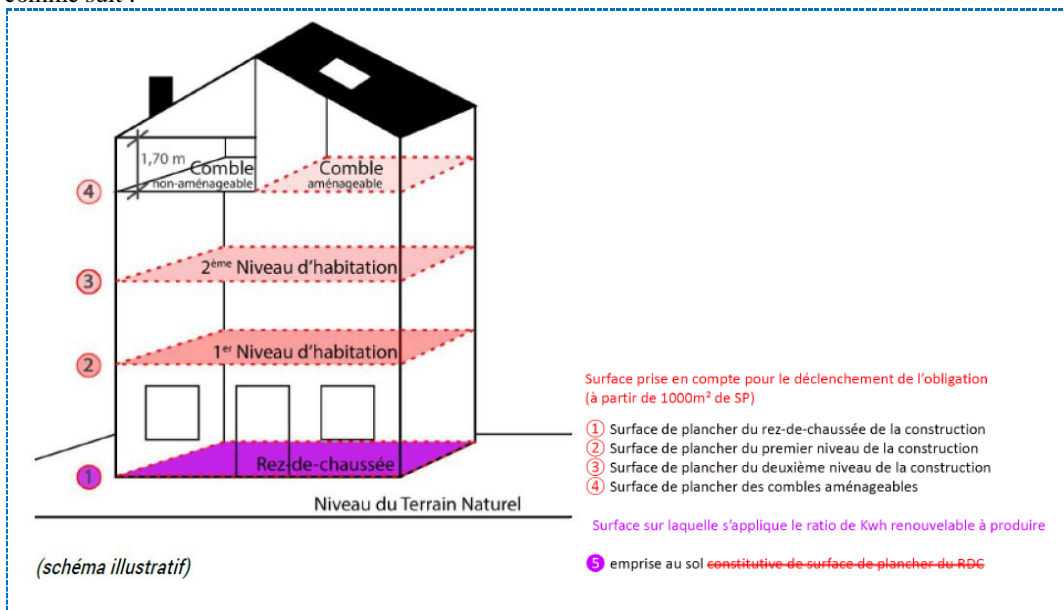 comme suit :
1,70 m
Comble
non-aménageable
Comble
aménageable
4
2ème Niveau d'habitation
3
1er Niveau d'habitation
2
Rez-de-chaussée
1
Niveau du Terrain Naturel
(schéma illustratif)
Surface prise en compte pour le déclenchement de l'obligation
(à partir de 1000m² de SP)
1 Surface de plancher du rez-de-chaussée de la construction
2 Surface de plancher du premier niveau de la construction
3 Surface de plancher du deuxième niveau de la construction
4 Surface de plancher des combles aménageables
Surface sur laquelle s'applique le ratio de Kwh renouvelable à produire
5 emprise au sol constitutive de surface de plancher du RDC